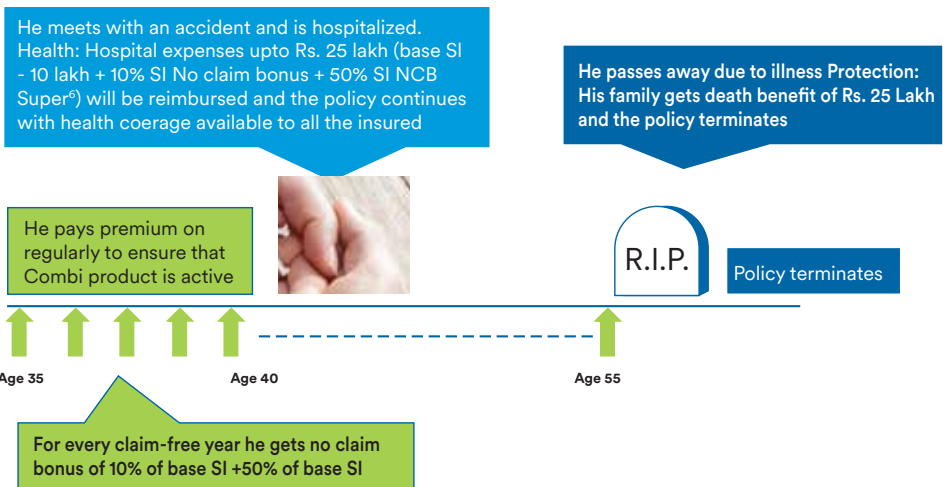 He meets with an accident and is hospitalized.
Health: Hospital expenses upto Rs. 25 lakh (base SI
- 10 lakh + 10% SI No claim bonus + 50% SI NCB
Super⁶) will be reimbursed and the policy continues
with health coerage available to all the insured
He passes away due to illness Protection:
His family gets death benefit of Rs. 25 Lakh
and the policy terminates
He pays premium on
regularly to ensure that
Combi product is active
R.I.P.
Policy terminates
Age 35
Age 40
Age 55
For every claim-free year he gets no claim
bonus of 10% of base SI +50% of base SI